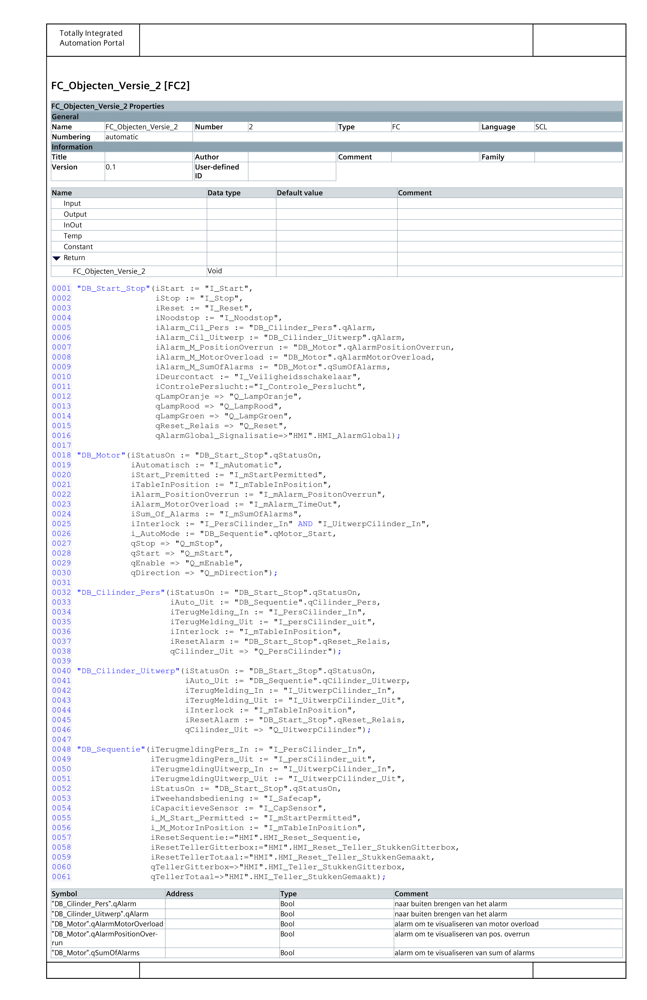 Totally Integrated
Automation Portal
FC_Objecten_Versie_2 [FC2]
FC_Objecten_Versie_2 Properties
General
Name FC_Objecten_Versie_2 Number 2 Type FC Language SCL
Numbering automatic
Information
Title Author Comment Family
Version 0.1 User-defined
ID
Name Data type Default value Comment
Input
Output
InOut
Temp
Constant
Return
FC_Objecten_Versie_2 Void
0001 "DB_Start_Stop"(iStart := "I_Start",
0002 iStop := "I_Stop",
0003 iReset := "I_Reset",
0004 iNoodstop := "I_Noodstop",
0005 iAlarm_Cil_Pers := "DB_Cilinder_Pers".qAlarm,
0006 iAlarm_Cil_Uitwerp := "DB_Cilinder_Uitwerp".qAlarm,
0007 iAlarm_M_PositionOverrun := "DB_Motor".qAlarmPositionOverrun,
0008 iAlarm_M_MotorOverload := "DB_Motor".qAlarmMotorOverload,
0009 iAlarm_M_SumOfAlarms := "DB_Motor".qSumOfAlarms,
0010 iDeurcontact := "I_Veiligheidsschakelaar",
0011 iControlePerslucht:="I_Controle_Perslucht",
0012 qLampOranje => "Q_LampOranje",
0013 qLampRood => "Q_LampRood",
0014 qLampGroen => "Q_LampGroen",
0015 qReset_Relais => "Q_Reset",
0016 qAlarmGlobal_Signalisatie=>"HMI".HMI_AlarmGlobal);
0017
0018 "DB_Motor"(iStatusOn := "DB_Start_Stop".qStatusOn,
0019 iAutomatisch := "I_mAutomatic",
0020 iStart_Premitted := "I_mStartPermitted",
0021 iTableInPosition := "I_mTableInPosition",
0022 iAlarm_PositionOverrun := "I_mAlarm_PositonOverrun",
0023 iAlarm_MotorOverload := "I_mAlarm_TimeOut",
0024 iSum_Of_Alarms := "I_mSumOfAlarms",
0025 iInterlock := "I_PersCilinder_In" AND "I_UitwerpCilinder_In",
0026 i_AutoMode := "DB_Sequentie".qMotor_Start,
0027 qStop => "Q_mStop",
0028 qStart => "Q_mStart",
0029 qEnable => "Q_mEnable",
0030 qDirection => "Q_mDirection");
0031
0032 "DB_Cilinder_Pers"(iStatusOn := "DB_Start_Stop".qStatusOn,
0033 iAuto_Uit := "DB_Sequentie".qCilinder_Pers,
0034 iTerugMelding_In := "I_PersCilinder_In",
0035 iTerugMelding_Uit := "I_persCilinder_uit",
0036 iInterlock := "I_mTableInPosition",
0037 iResetAlarm := "DB_Start_Stop".qReset_Relais,
0038 qCilinder_Uit => "Q_PersCilinder");
0039
0040 "DB_Cilinder_Uitwerp"(iStatusOn := "DB_Start_Stop".qStatusOn,
0041 iAuto_Uit := "DB_Sequentie".qCilinder_Uitwerp,
0042 iTerugMelding_In := "I_UitwerpCilinder_In",
0043 iTerugMelding_Uit := "I_UitwerpCilinder_Uit",
0044 iInterlock := "I_mTableInPosition",
0045 iResetAlarm := "DB_Start_Stop".qReset_Relais,
0046 qCilinder_Uit => "Q_UitwerpCilinder");
0047
0048 "DB_Sequentie"(iTerugmeldingPers_In := "I_PersCilinder_In",
0049 iTerugmeldingPers_Uit := "I_persCilinder_uit",
0050 iTerugmeldingUitwerp_In := "I_UitwerpCilinder_In",
0051 iTerugmeldingUitwerp_Uit := "I_UitwerpCilinder_Uit",
0052 iStatusOn := "DB_Start_Stop".qStatusOn,
0053 iTweehandsbediening := "I_Safecap",
0054 iCapacitieveSensor := "I_CapSensor",
0055 i_M_Start_Permitted := "I_mStartPermitted",
0056 i_M_MotorInPosition := "I_mTableInPosition",
0057 iResetSequentie:="HMI".HMI_Reset_Sequentie,
0058 iResetTellerGitterbox:="HMI".HMI_Reset_Teller_StukkenGitterbox,
0059 iResetTellerTotaal:="HMI".HMI_Reset_Teller_StukkenGemaakt,
0060 qTellerGitterbox=>"HMI".HMI_Teller_StukkenGitterbox,
0061 qTellerTotaal=>"HMI".HMI_Teller_StukkenGemaakt);
Symbol Address Type Comment
"DB_Cilinder_Pers".qAlarm Bool naar buiten brengen van het alarm
"DB_Cilinder_Uitwerp".qAlarm Bool naar buiten brengen van het alarm
"DB_Motor".qAlarmMotorOverload Bool alarm om te visualiseren van motor overload
"DB_Motor".qAlarmPositionOver- Bool alarm om te visualiseren van pos. overrun
run
"DB_Motor".qSumOfAlarms Bool alarm om te visualiseren van sum of alarms